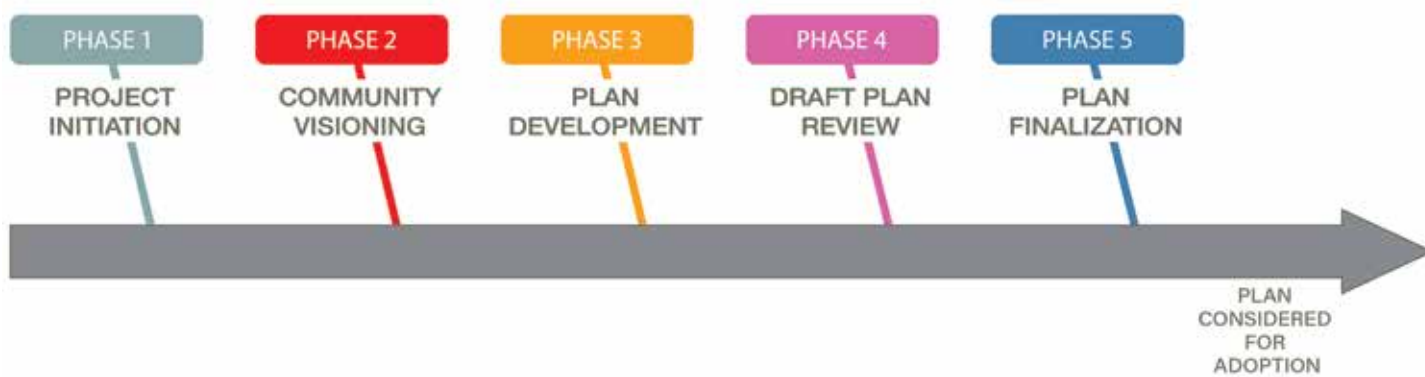 PHASE 1
PROJECT
INITIATION
PHASE 2
COMMUNITY
VISIONING
PHASE 3
PLAN
DEVELOPMENT
PHASE 4
DRAFT PLAN
REVIEW
PHASE 5
PLAN
FINALIZATION
PLAN
CONSIDERED
FOR
ADOPTION